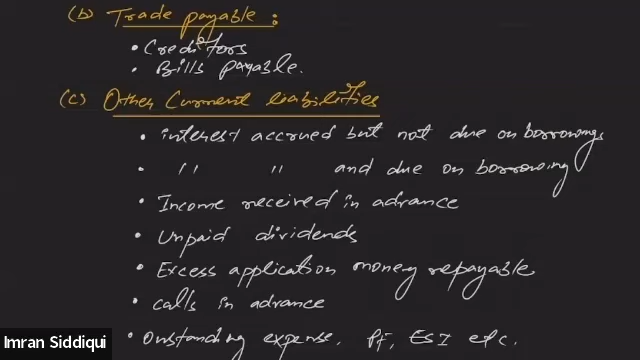 (b) Trade payable :
• Creditors
• Bills payable.
(c) Other Current liabilities
• interest accrued but not due on borrowings
• " " and due on borrowing
• Income received in advance
• Unpaid dividends
• Excess application money repayable
• Calls in advance
• Outstanding expense, Pf, ESI etc.
Imran Siddiqui